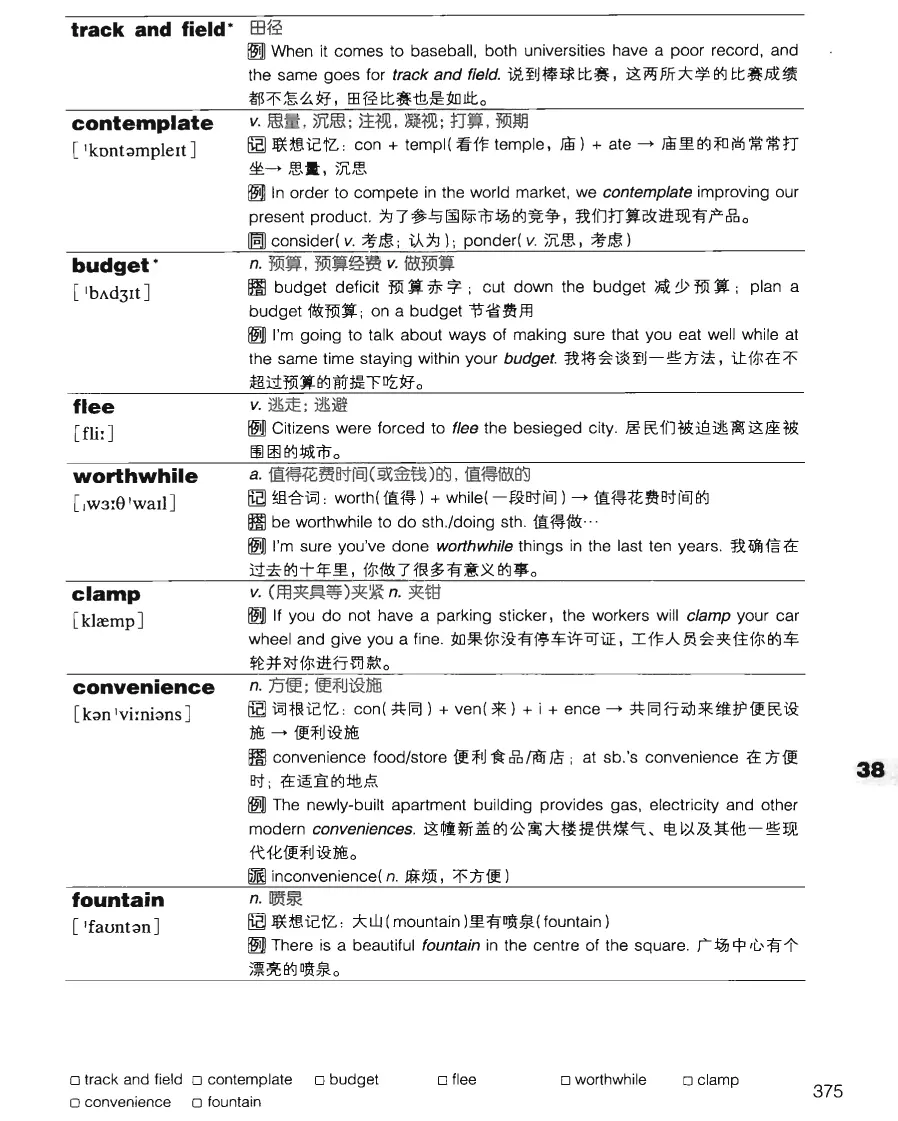 track and field* 田径
例 When it comes to baseball, both universities have a poor record, and
the same goes for track and field. 说到棒球比赛，这两所大学的比赛成绩
都不怎么好，田径比赛也是如此。
contemplate v. 思量, 沉思; 注视, 凝视; 打算, 预期
[ˈkɒntəmpleɪt] 记 联想记忆: con + templ(看作 temple, 庙) + ate → 庙里的和尚常常打
坐→ 思量，沉思
例 In order to compete in the world market, we contemplate improving our
present product. 为了参与国际市场的竞争，我们打算改进现有产品。
同 consider(v. 考虑; 认为); ponder(v. 沉思, 考虑)
budget* n. 预算, 预算经费 v. 做预算
[ˈbʌdʒɪt] 搭 budget deficit 预算赤字; cut down the budget 减少预算; plan a
budget 做预算; on a budget 节省费用
例 I'm going to talk about ways of making sure that you eat well while at
the same time staying within your budget. 我将会谈到一些方法，让你在不
超过预算的前提下吃好。
flee v. 逃走; 逃避
[fliː] 例 Citizens were forced to flee the besieged city. 居民们被迫逃离这座被
围困的城市。
worthwhile a. 值得花费时间(或金钱)的, 值得做的
[ˌwɜːθˈwaɪl] 记 组合词: worth(值得) + while(一段时间) → 值得花费时间的
搭 be worthwhile to do sth./doing sth. 值得做…
例 I'm sure you've done worthwhile things in the last ten years. 我确信在
过去的十年里，你做了很多有意义的事。
clamp v. (用夹具等)夹紧 n. 夹钳
[klæmp] 例 If you do not have a parking sticker, the workers will clamp your car
wheel and give you a fine. 如果你没有停车许可证，工作人员会夹住你的车
轮并对你进行罚款。
convenience n. 方便; 便利设施
[kənˈviːniəns] 记 词根记忆: con(共同) + ven(来) + i + ence → 共同行动来维护便民设
施 → 便利设施
搭 convenience food/store 便利食品/商店; at sb.'s convenience 在方便
时; 在适宜的地点
38
例 The newly-built apartment building provides gas, electricity and other
modern conveniences. 这幢新盖的公寓大楼提供煤气、电以及其他一些现
代化便利设施。
派 inconvenience(n. 麻烦, 不方便)
fountain n. 喷泉
[ˈfaʊntən] 记 联想记忆: 大山(mountain)里有喷泉(fountain)
例 There is a beautiful fountain in the centre of the square. 广场中心有个
漂亮的喷泉。
□ track and field □ contemplate □ budget □ flee □ worthwhile □ clamp
□ convenience □ fountain
375